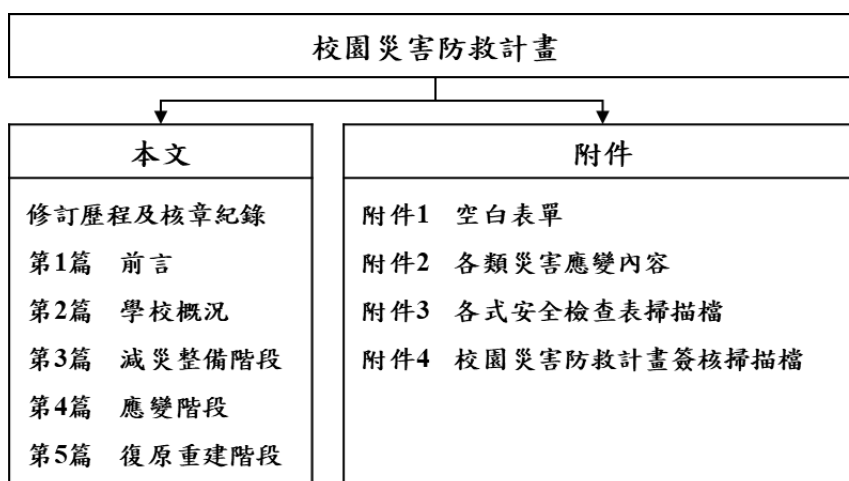 校園災害防救計畫
本文
修訂歷程及核章紀錄
第1篇 前言
第2篇 學校概況
第3篇 減災整備階段
第4篇 應變階段
第5篇 復原重建階段
附件
附件1 空白表單
附件2 各類災害應變內容
附件3 各式安全檢查表掃描檔
附件4 校園災害防救計畫簽核掃描檔